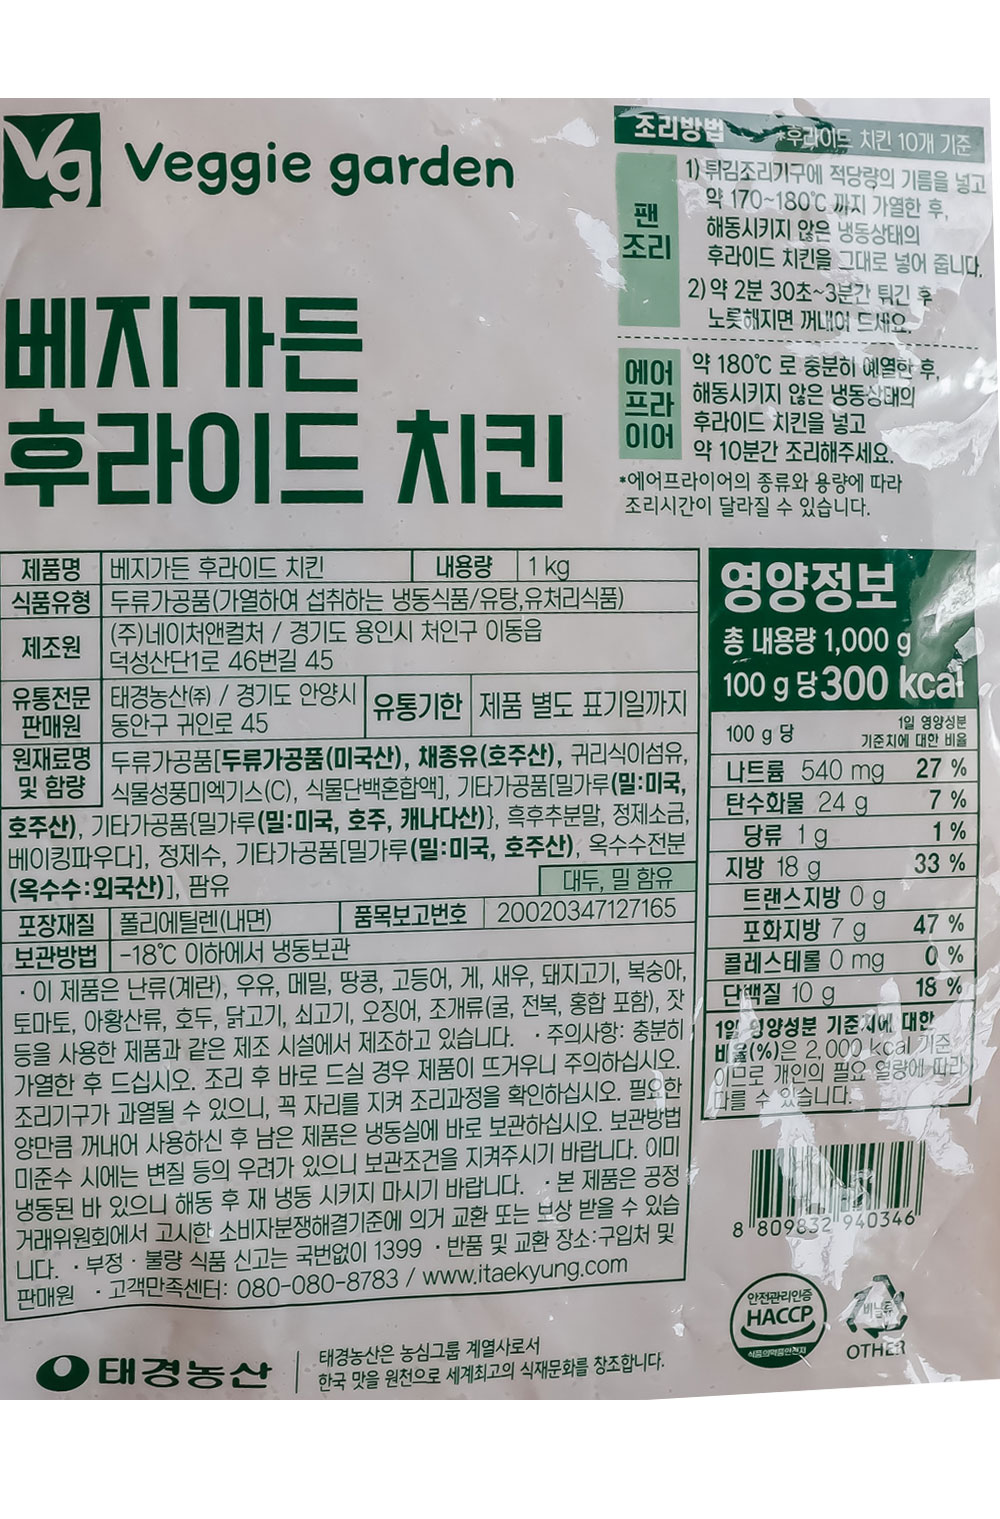 Vg Veggie garden
베지가든
후라이드 치킨
조리방법 *후라이드 치킨 10개 기준
팬
조리
1) 튀김조리기구에 적당량의 기름을 넣고
약 170~180℃ 까지 가열한 후,
해동시키지 않은 냉동상태의
후라이드 치킨을 그대로 넣어 줍니다.
2) 약 2분 30초~3분간 튀긴 후
노릇해지면 꺼내어 드세요.
에어
프라
이어
약 180℃ 로 충분히 예열한 후,
해동시키지 않은 냉동상태의
후라이드 치킨을 넣고
약 10분간 조리해주세요.
*에어프라이어의 종류와 용량에 따라
조리시간이 달라질 수 있습니다.
제품명 베지가든 후라이드 치킨 내용량 1 kg
식품유형 두류가공품(가열하여 섭취하는 냉동식품/유탕,유처리식품)
제조원 (주)네이처앤컬처 / 경기도 용인시 처인구 이동읍
덕성산단1로 46번길 45
유통전문
판매원
태경농산㈜ / 경기도 안양시
동안구 귀인로 45
유통기한 제품 별도 표기일까지
원재료명
및 함량
두류가공품[두류가공품(미국산), 채종유(호주산), 귀리식이섬유,
식물성풍미엑기스(C), 식물단백혼합액], 기타가공품[밀가루(밀:미국,
호주산), 기타가공품{밀가루(밀:미국, 호주, 캐나다산)}, 흑후추분말, 정제소금,
베이킹파우다], 정제수, 기타가공품[밀가루(밀:미국, 호주산), 옥수수전분
(옥수수:외국산)], 팜유
대두, 밀 함유
포장재질 폴리에틸렌(내면) 품목보고번호 20020347127165
보관방법 -18℃ 이하에서 냉동보관
· 이 제품은 난류(계란), 우유, 메밀, 땅콩, 고등어, 게, 새우, 돼지고기, 복숭아,
토마토, 아황산류, 호두, 닭고기, 쇠고기, 오징어, 조개류(굴, 전복, 홍합 포함), 잣
등을 사용한 제품과 같은 제조 시설에서 제조하고 있습니다. · 주의사항: 충분히
가열한 후 드십시오. 조리 후 바로 드실 경우 제품이 뜨거우니 주의하십시오.
조리기구가 과열될 수 있으니, 꼭 자리를 지켜 조리과정을 확인하십시오. 필요한
양만큼 꺼내어 사용하신 후 남은 제품은 냉동실에 바로 보관하십시오. 보관방법
미준수 시에는 변질 등의 우려가 있으니 보관조건을 지켜주시기 바랍니다. 이미
냉동된 바 있으니 해동 후 재 냉동 시키지 마시기 바랍니다. · 본 제품은 공정
거래위원회에서 고시한 소비자분쟁해결기준에 의거 교환 또는 보상 받을 수 있습
니다. · 부정 · 불량 식품 신고는 국번없이 1399 · 반품 및 교환 장소:구입처 및
판매원 · 고객만족센터: 080-080-8783 / www.itaekyung.com
영양정보
총 내용량 1,000 g
100 g 당 300 kcal
100 g 당 1일 영양성분
기준치에 대한 비율
나트륨 540 mg 27 %
탄수화물 24 g 7 %
당류 1 g 1 %
지방 18 g 33 %
트랜스지방 0 g
포화지방 7 g 47 %
콜레스테롤 0 mg 0 %
단백질 10 g 18 %
1일 영양성분 기준치에 대한
비율(%)은 2,000 kcal 기준
이므로 개인의 필요 열량에 따라
다를 수 있습니다.
8 809832 940346
안전관리인증
HACCP
식품의약품안전처
비닐류
OTHER
태경농산
태경농산은 농심그룹 계열사로서
한국 맛을 원천으로 세계최고의 식재문화를 창조합니다.